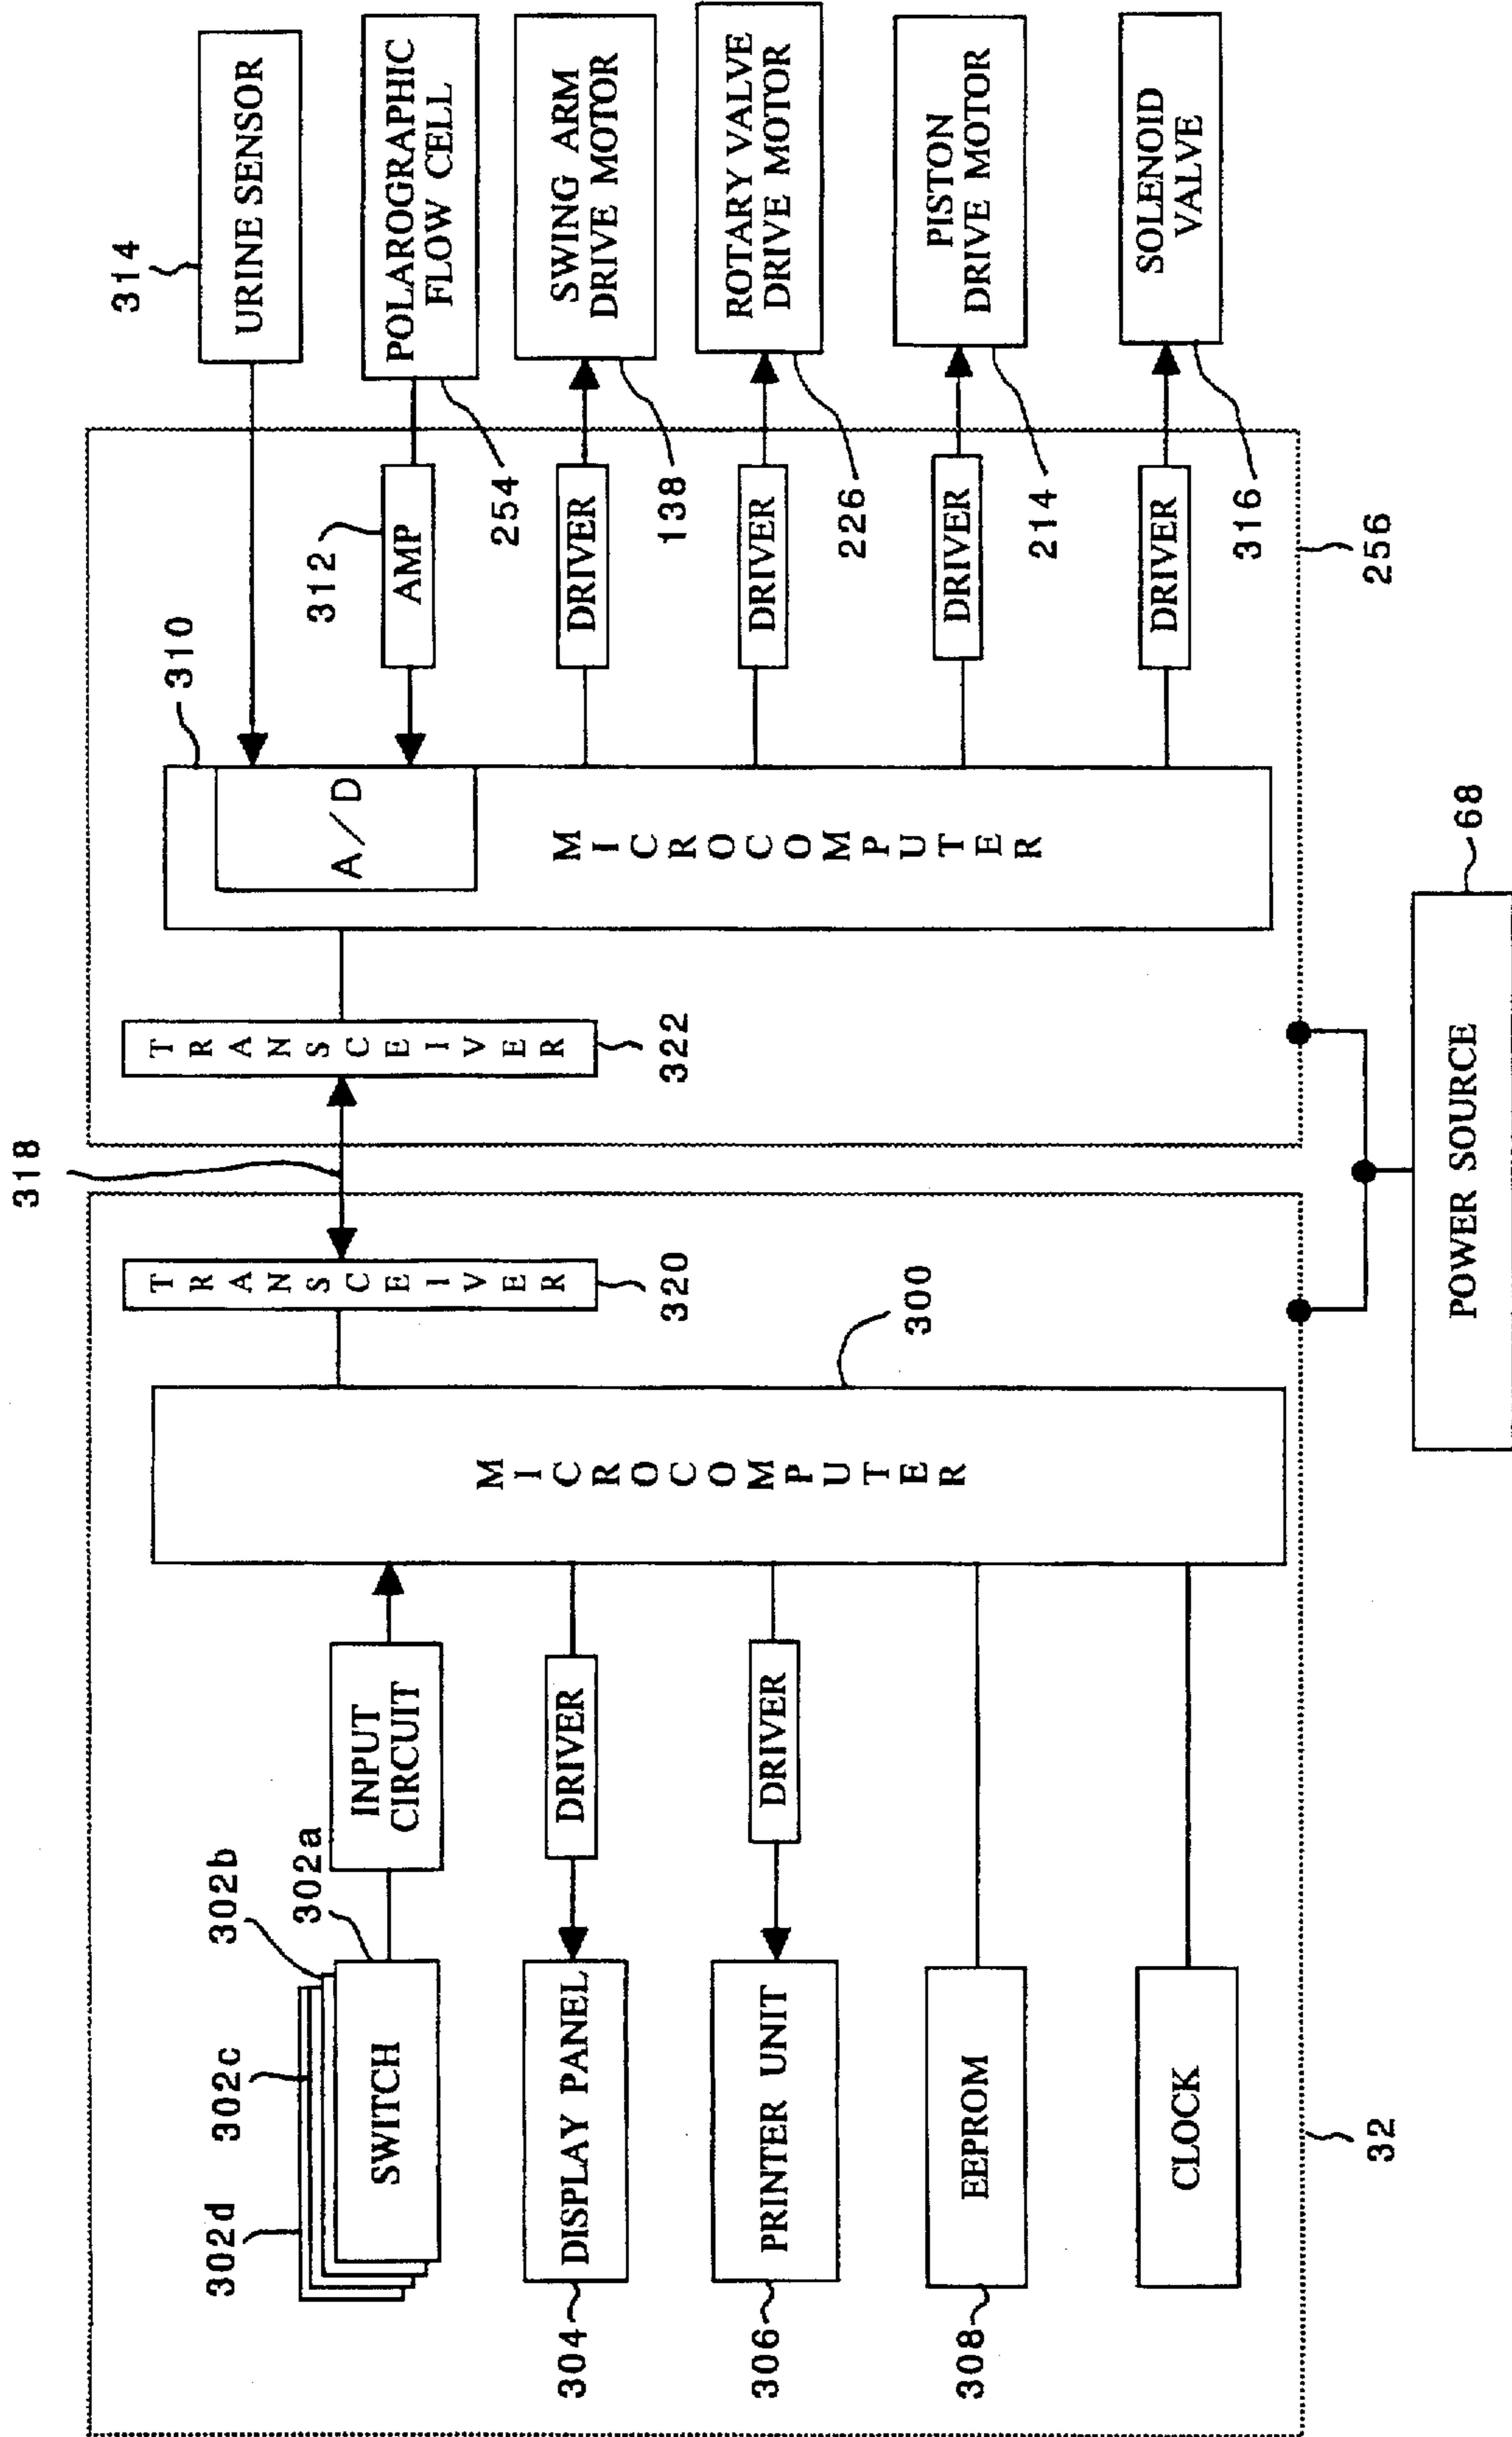 318
314
310
URINE SENSOR
312
AMP
POLAROGRAPHIC
FLOW CELL
254
A/D
DRIVER
SWING ARM
DRIVE MOTOR
138
DRIVER
ROTARY VALVE
DRIVE MOTOR
226
DRIVER
PISTON
DRIVE MOTOR
214
DRIVER
SOLENOID
VALVE
316
MICROCOMPUTER
TRANSCEIVER
322
256
TRANSCEIVER
320
300
MICROCOMPUTER
302d
302c
302b
302a
SWITCH
INPUT
CIRCUIT
DISPLAY PANEL
304
DRIVER
PRINTER UNIT
306
DRIVER
EEPROM
308
CLOCK
32
POWER SOURCE
68